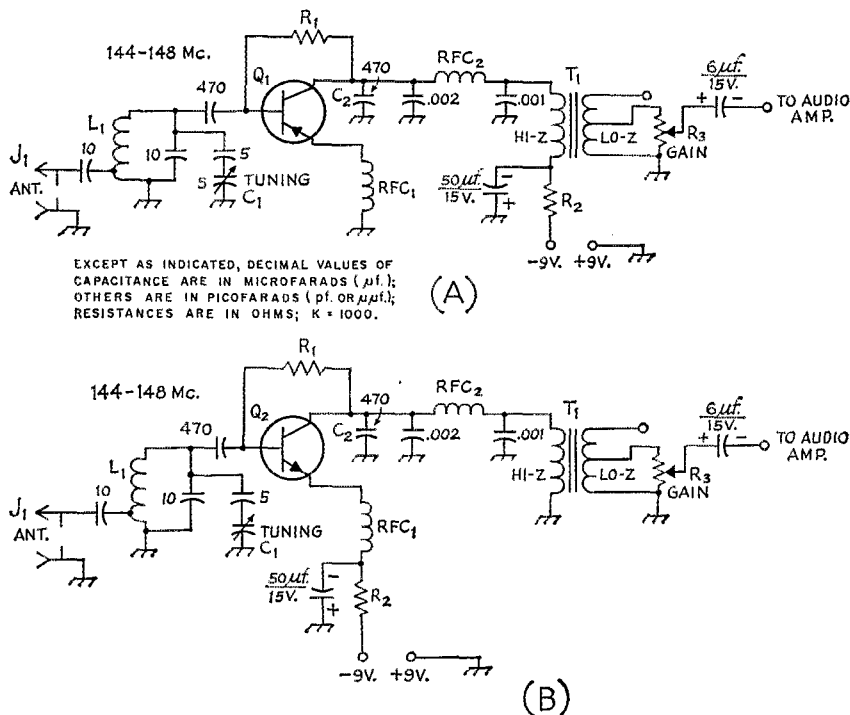 144-148 Mc.
R1
Q1
470
C2
470
.002
RFC2
.001
T1
HI-Z
LO-Z
R3
GAIN
6µf.
15V.
+
-
TO AUDIO
AMP.
J1
ANT.
10
L1
10
5
5
TUNING
C1
RFC1
50µf.
15V.
-
+
R2
-9V.
+9V.
EXCEPT AS INDICATED, DECIMAL VALUES OF
CAPACITANCE ARE IN MICROFARADS (µf.);
OTHERS ARE IN PICOFARADS (pf. OR µµf.);
RESISTANCES ARE IN OHMS; K = 1000.
(A)
144-148 Mc.
R1
Q2
470
C2
470
.002
RFC2
.001
T1
HI-Z
LO-Z
R3
GAIN
6µf.
15V.
+
-
TO AUDIO
AMP.
J1
ANT.
10
L1
10
5
TUNING
C1
RFC1
50µf.
15V.
-
+
R2
-9V.
+9V.
(B)